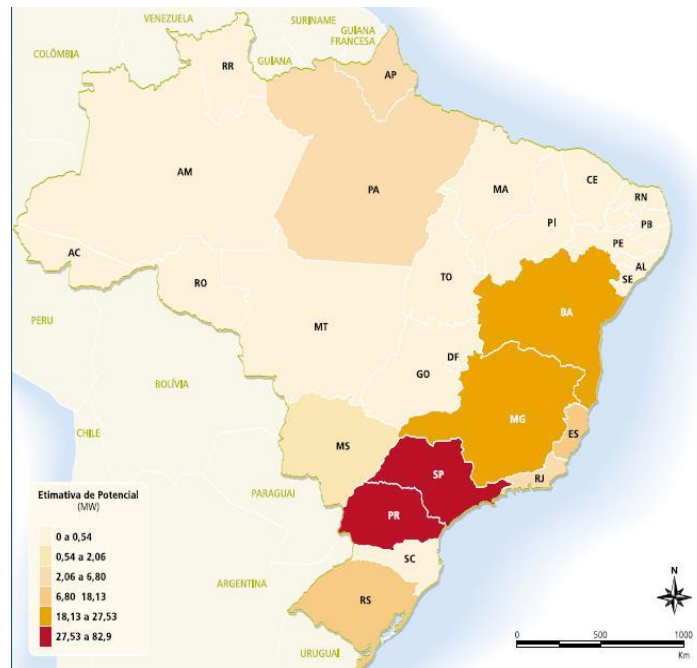 VENEZUELA
SURINAME
GUIANA
FRANCESA
COLÔMBIA
GUIANA
RR
AP
AM
PA
MA
CE
RN
PI
PB
PE
AC
AL
SE
TO
RO
BA
MT
PERU
DF
GO
BOLÍVIA
MG
ES
CHILE
MS
SP
RJ
PARAGUAI
PR
SC
ARGENTINA
RS
URUGUAI
Estimativa de Potencial
(MW)
0 a 0,54
0,54 a 2,06
2,06 a 6,80
6,80 18,13
18,13 a 27,53
27,53 a 82,9
N
0 500 1000
Km